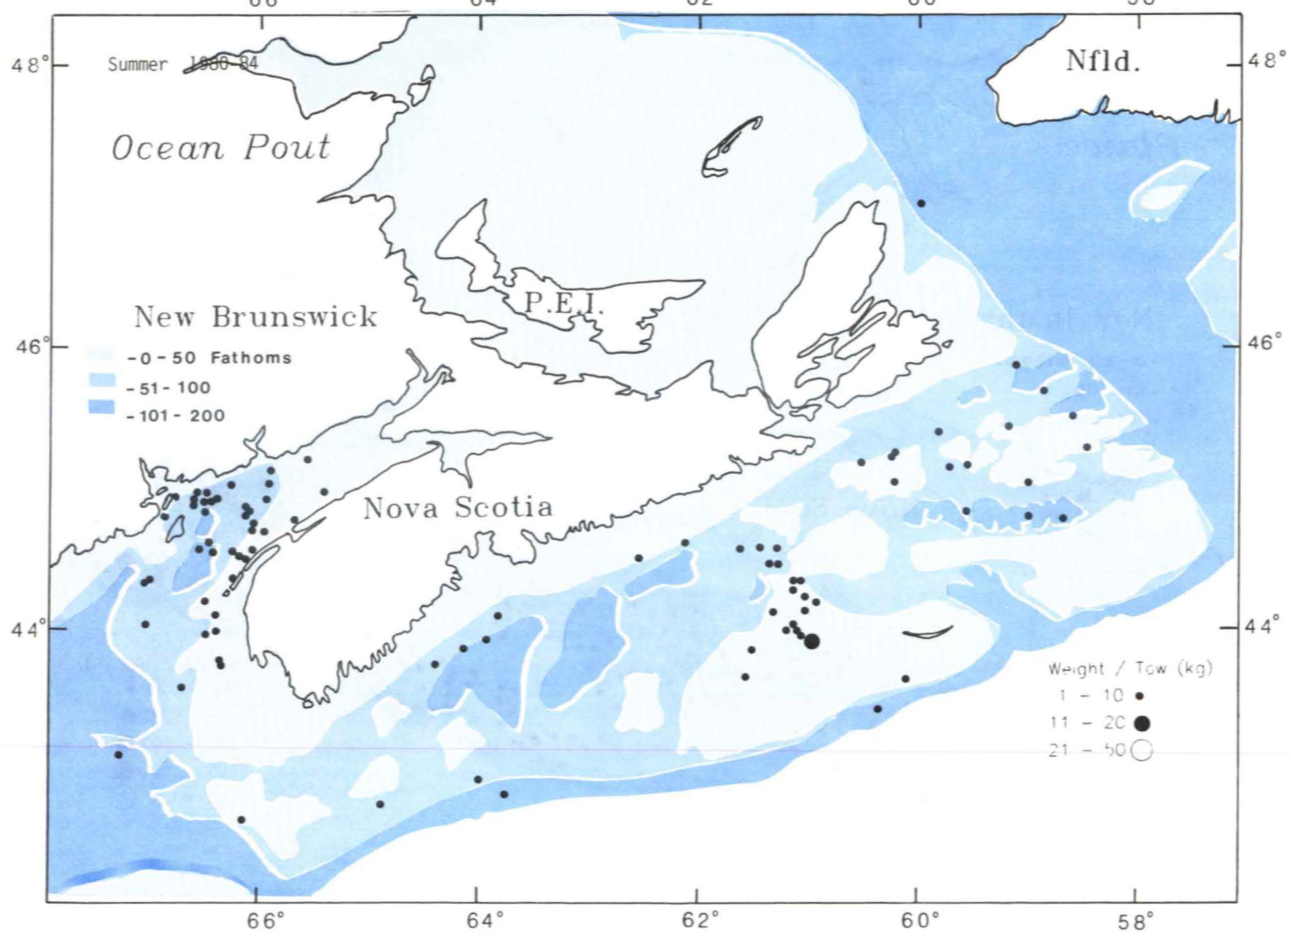 66 64 62 60 58
48° Summer 1980-84 Nfld. 48°
Ocean Pout
P.E.I.
New Brunswick
46° 46°
-0-50 Fathoms
-51-100
-101-200
Nova Scotia
44° 44°
Weight / Tow (kg)
1 - 10
11 - 20
21 - 50
66° 64° 62° 60° 58°